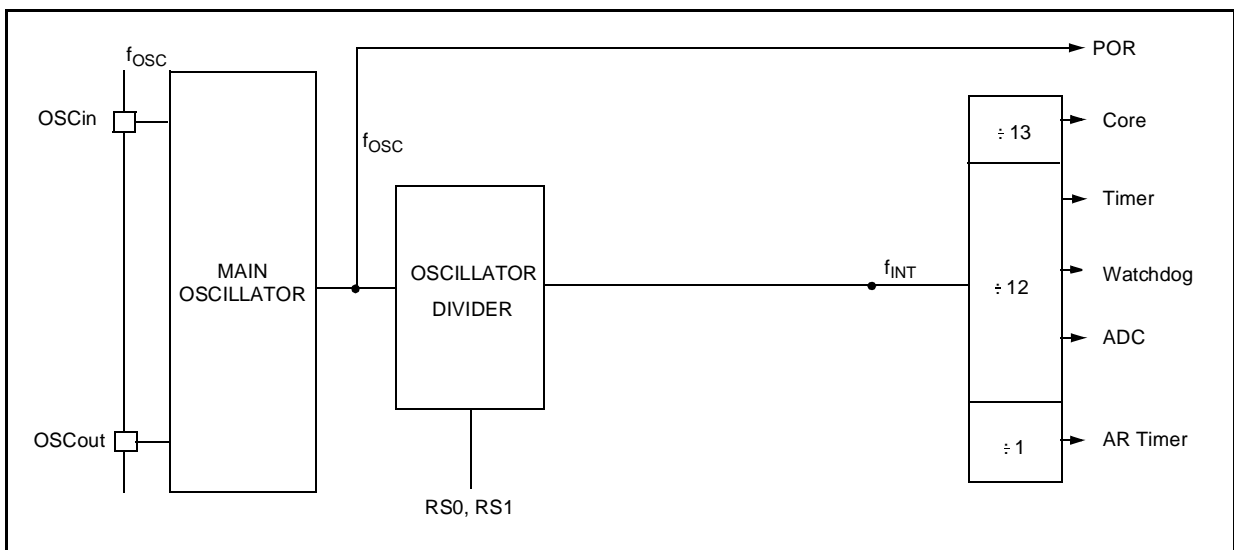 fOSC
POR
OSCin
÷ 13
Core
fOSC
Timer
MAIN
OSCILLATOR
OSCILLATOR
DIVIDER
fINT
÷ 12
Watchdog
ADC
OSCout
÷ 1
AR Timer
RS0, RS1